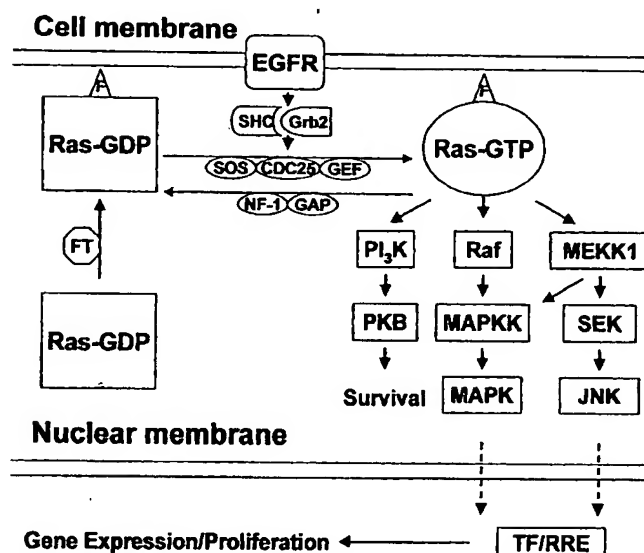 Cell membrane
EGFR
F
F
SHC Grb2
Ras-GDP
Ras-GTP
SOS CDC25 GEF
NF-1 GAP
FT
PI₃K Raf MEKK1
Ras-GDP
PKB MAPKK SEK
Survival MAPK JNK
Nuclear membrane
Gene Expression/Proliferation TF/RRE